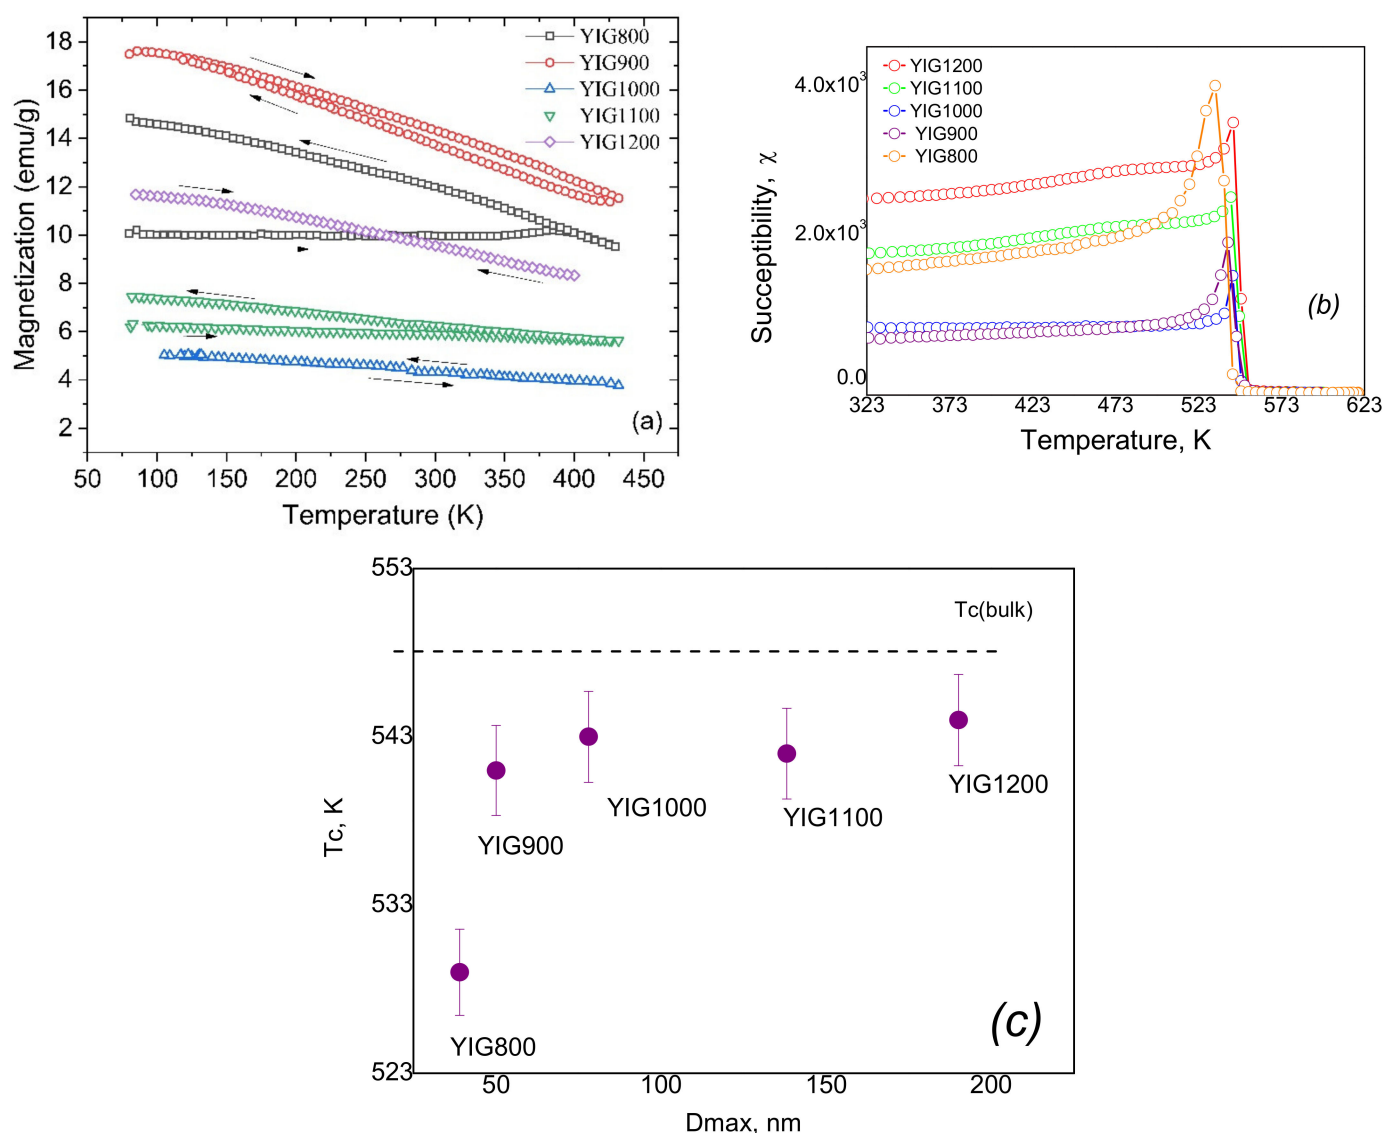 18
16
14
12
10
8
6
4
2
Magnetization (emu/g)
YIG800
YIG900
YIG1000
YIG1100
YIG1200
(a)
50 100 150 200 250 300 350 400 450
Temperature (K)
4.0x10³
2.0x10³
0.0
Succeptibility, χ
YIG1200
YIG1100
YIG1000
YIG900
YIG800
(b)
323 373 423 473 523 573 623
Temperature, K
553
543
533
523
Tc, K
Tc(bulk)
YIG1200
YIG1000
YIG1100
YIG900
(c)
YIG800
50 100 150 200
Dmax, nm